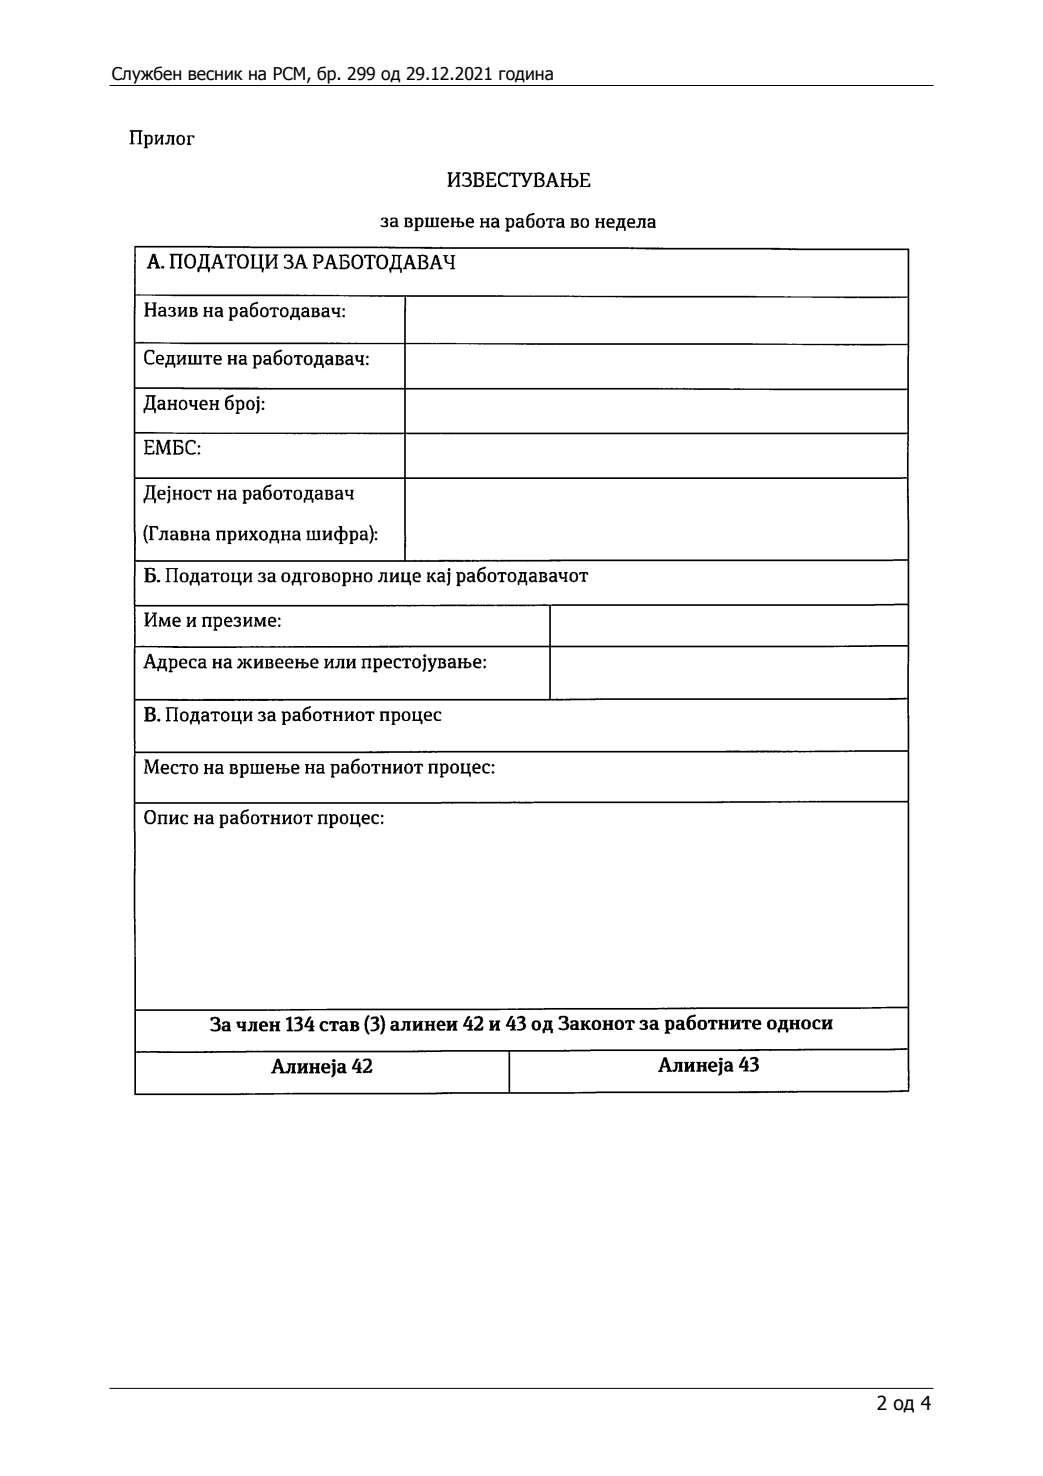 Службен весник на РСМ, бр. 299 од 29.12.2021 година
Прилог
ИЗВЕСТУВАЊЕ
за вршење на работа во недела
А. ПОДАТОЦИ ЗА РАБОТОДАВАЧ
Назив на работодавач:
Седиште на работодавач:
Даночен број:
ЕМБС:
Дејност на работодавач
(Главна приходна шифра):
Б. Податоци за одговорно лице кај работодавачот
Име и презиме:
Адреса на живеење или престојување:
В. Податоци за работниот процес
Место на вршење на работниот процес:
Опис на работниот процес:
За член 134 став (3) алинеи 42 и 43 од Законот за работните односи
Алинеја 42
Алинеја 43
2 од 4